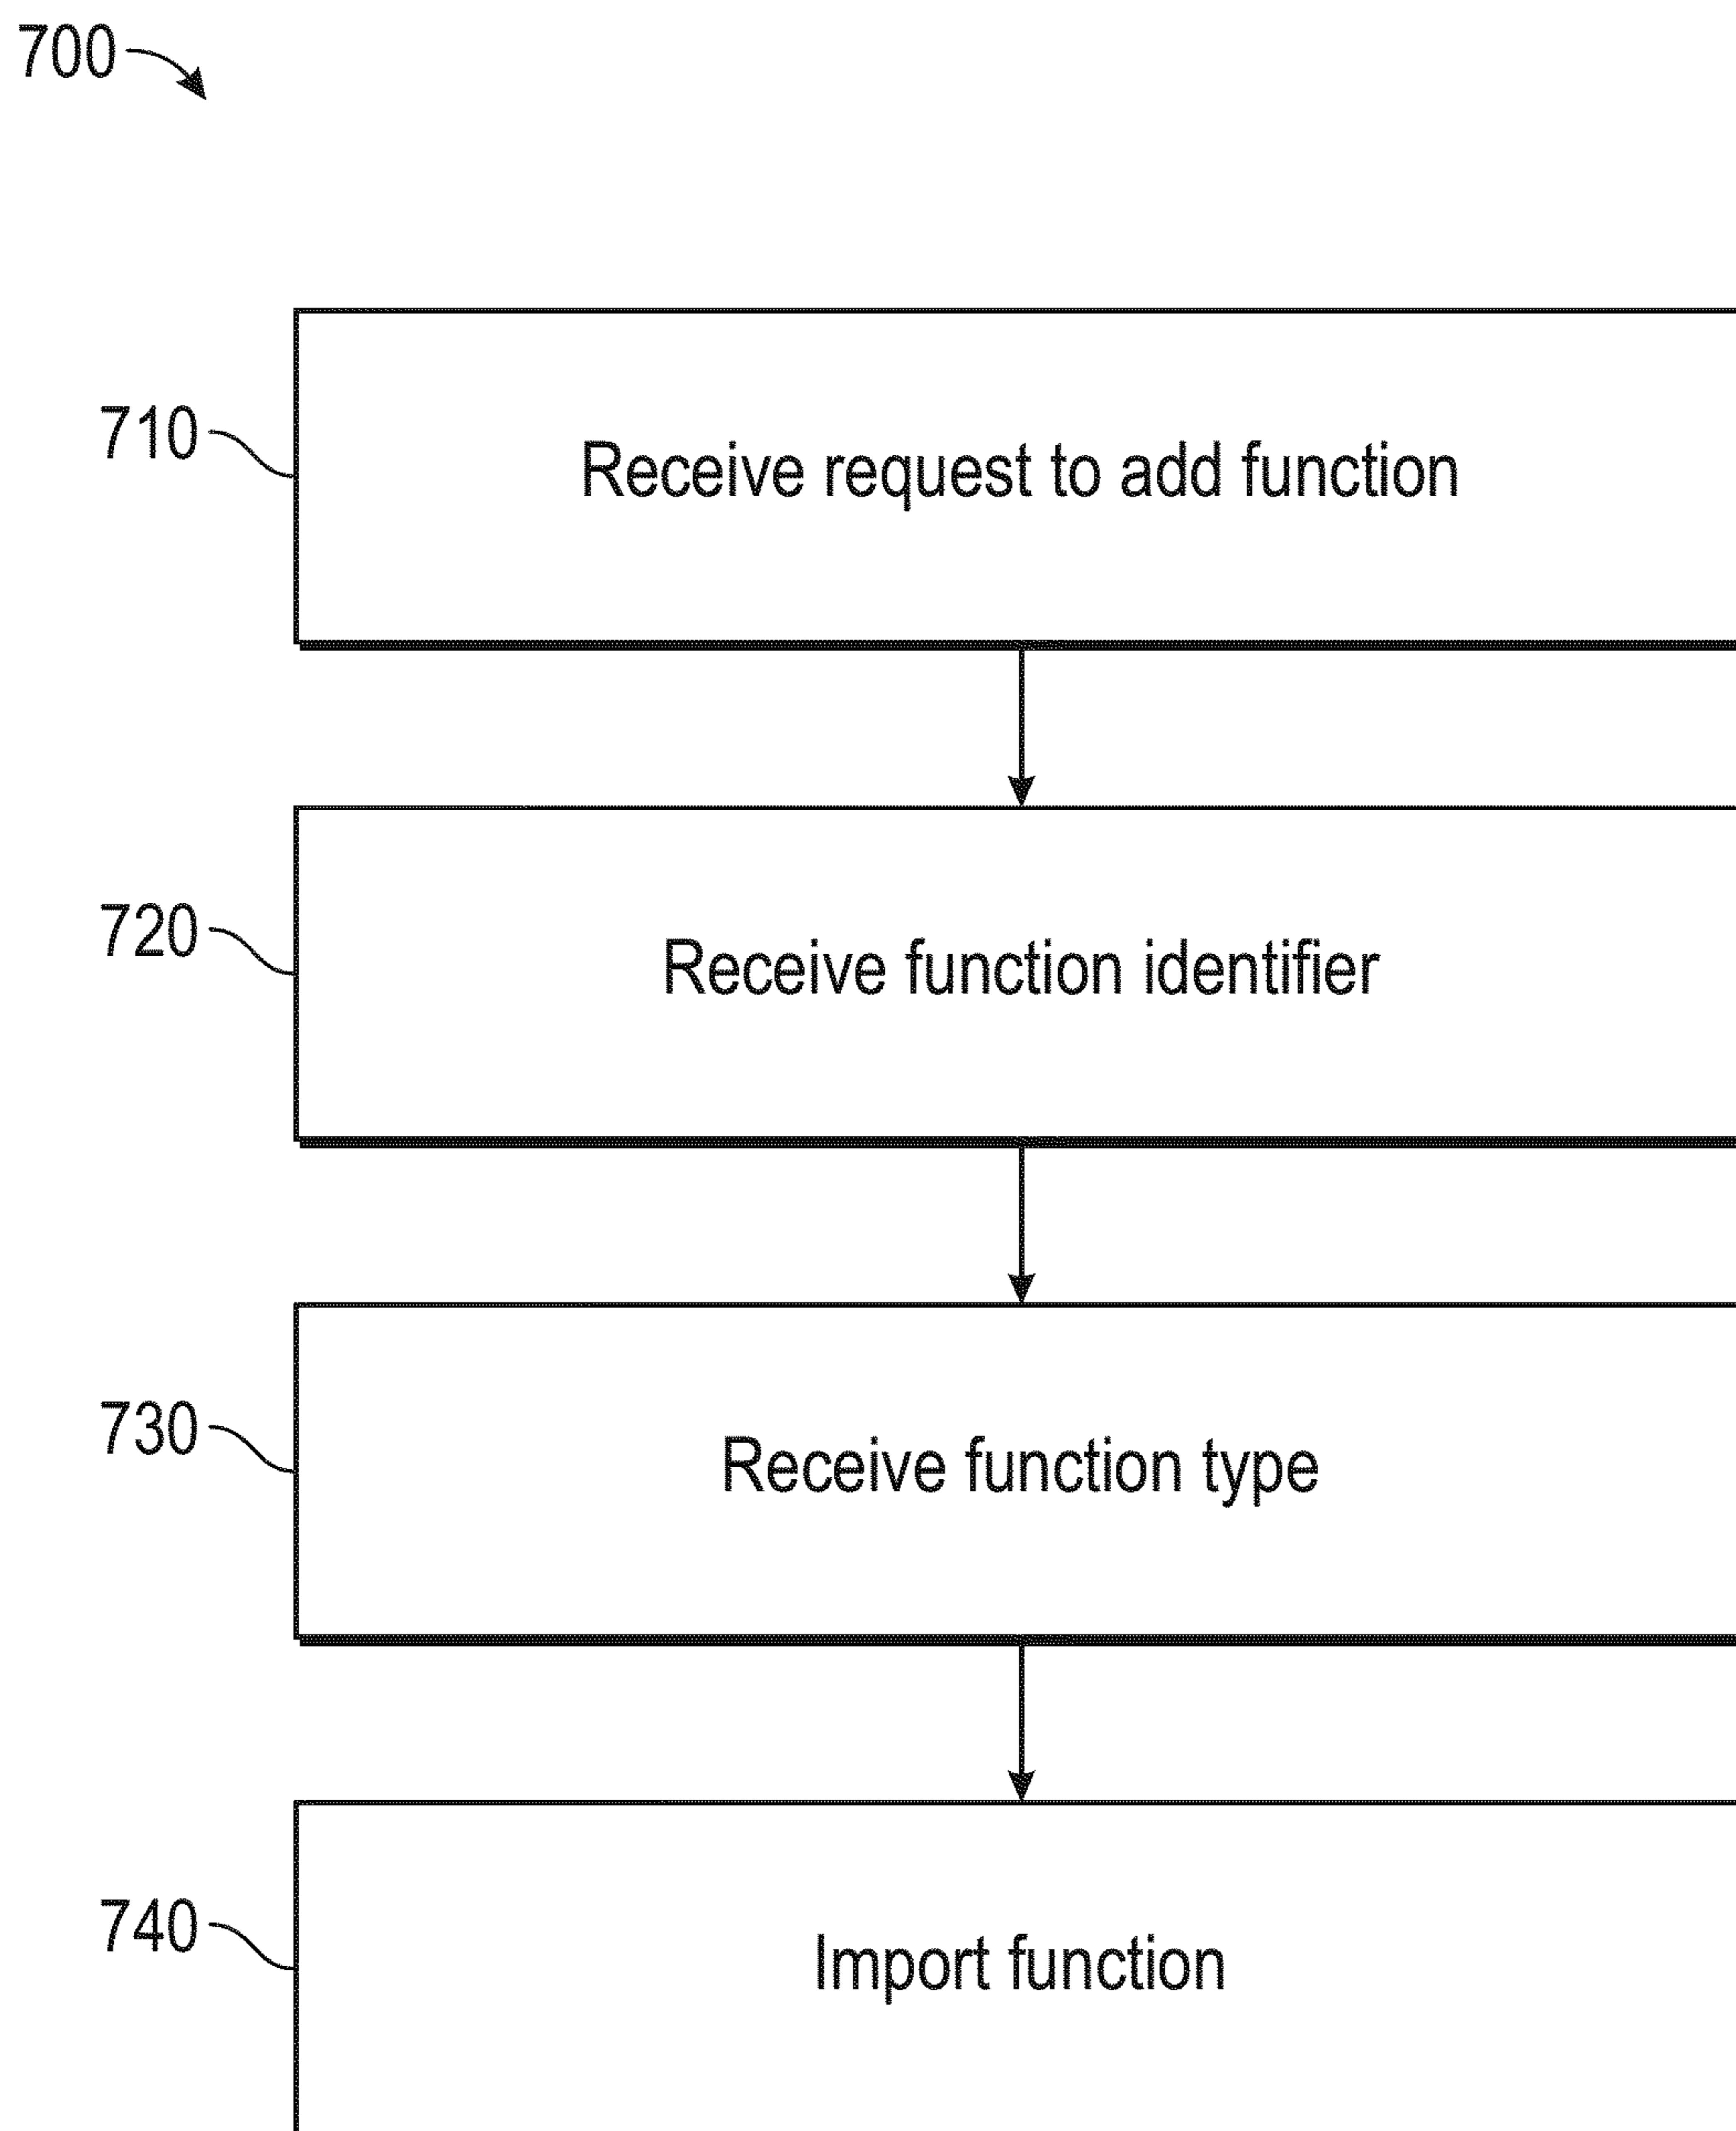 700
710
Receive request to add function
720
Receive function identifier
730
Receive function type
740
Import function